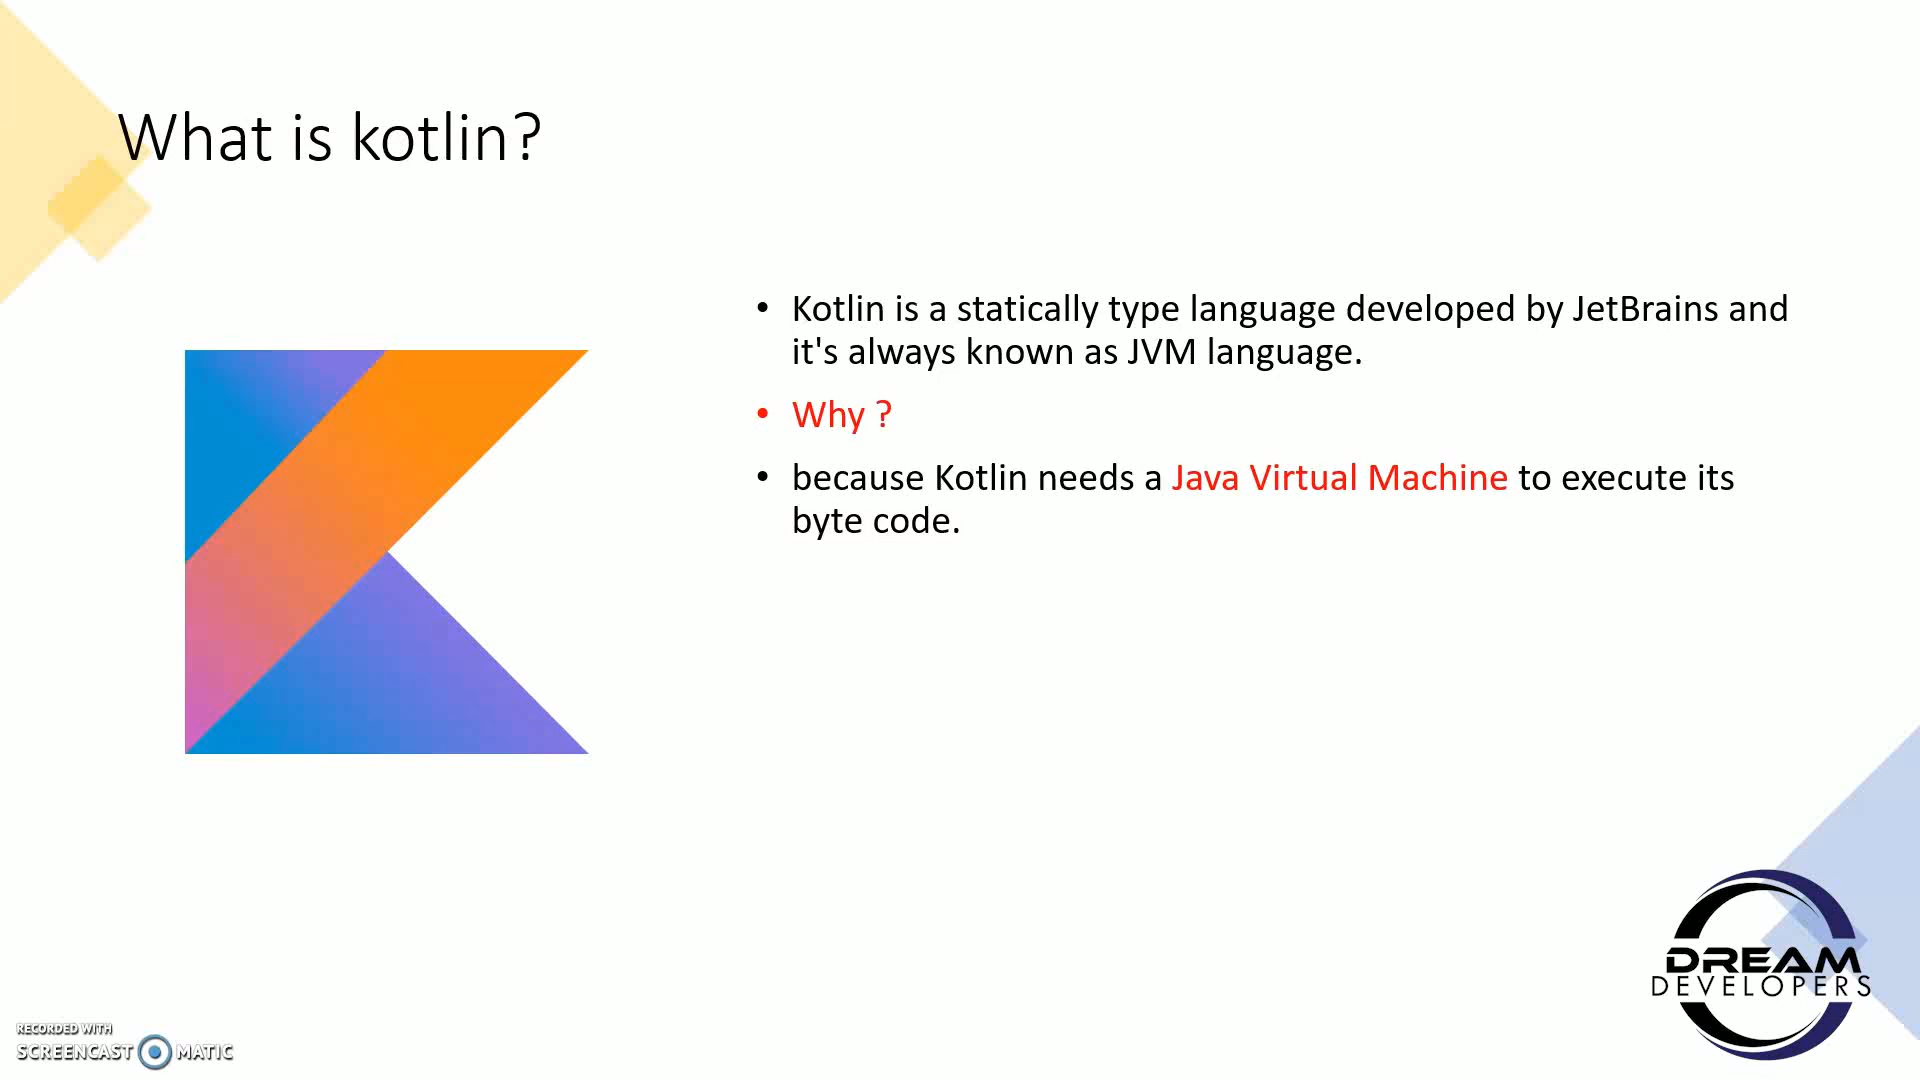 What is kotlin?
• Kotlin is a statically type language developed by JetBrains and
it's always known as JVM language.
• Why ?
• because Kotlin needs a Java Virtual Machine to execute its
byte code.
DREAM
DEVELOPERS
RECORDED WITH
SCREENCAST MATIC